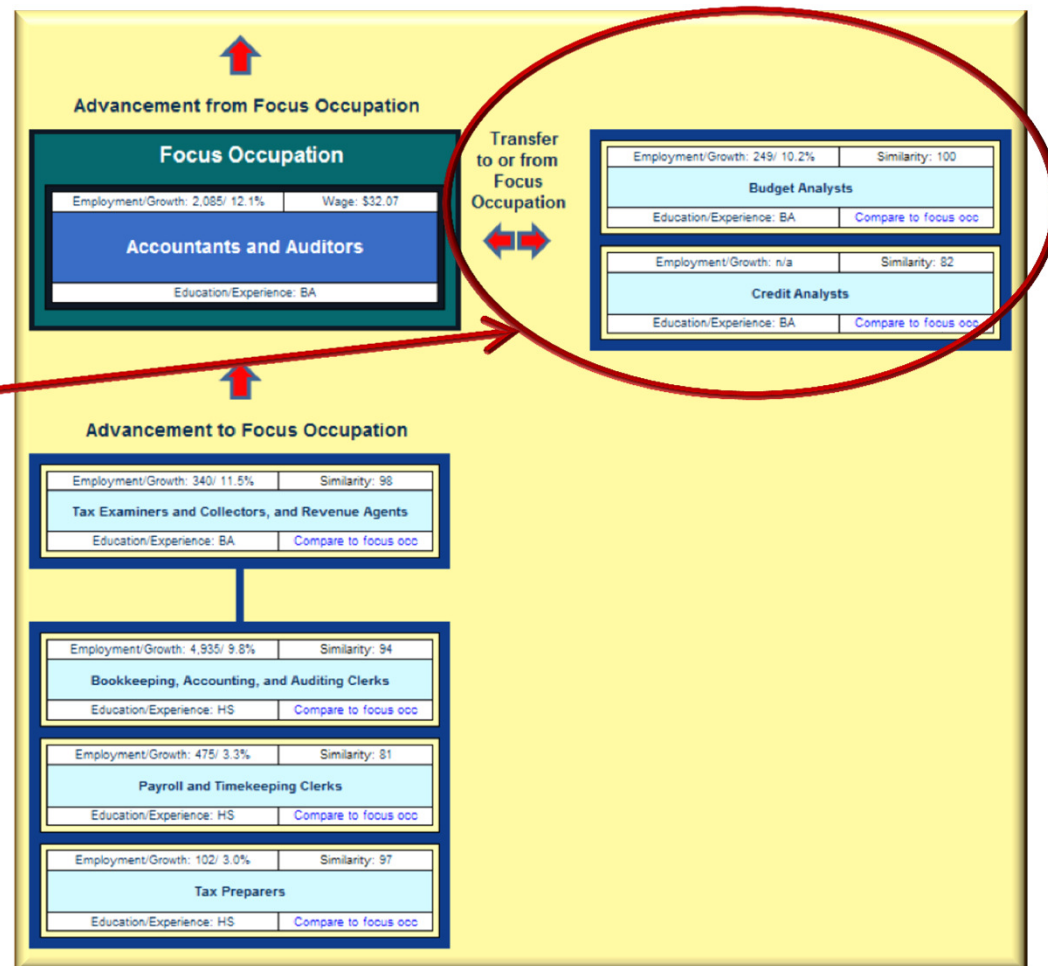 Advancement from Focus Occupation
Focus Occupation
Employment/Growth: 2,085/ 12.1% Wage: $32.07
Accountants and Auditors
Education/Experience: BA
Transfer
to or from
Focus
Occupation
Employment/Growth: 249/ 10.2% Similarity: 100
Budget Analysts
Education/Experience: BA Compare to focus occ
Employment/Growth: n/a Similarity: 82
Credit Analysts
Education/Experience: BA Compare to focus occ
Advancement to Focus Occupation
Employment/Growth: 340/ 11.5% Similarity: 98
Tax Examiners and Collectors, and Revenue Agents
Education/Experience: BA Compare to focus occ
Employment/Growth: 4,935/ 9.8% Similarity: 94
Bookkeeping, Accounting, and Auditing Clerks
Education/Experience: HS Compare to focus occ
Employment/Growth: 475/ 3.3% Similarity: 81
Payroll and Timekeeping Clerks
Education/Experience: HS Compare to focus occ
Employment/Growth: 102/ 3.0% Similarity: 97
Tax Preparers
Education/Experience: HS Compare to focus occ